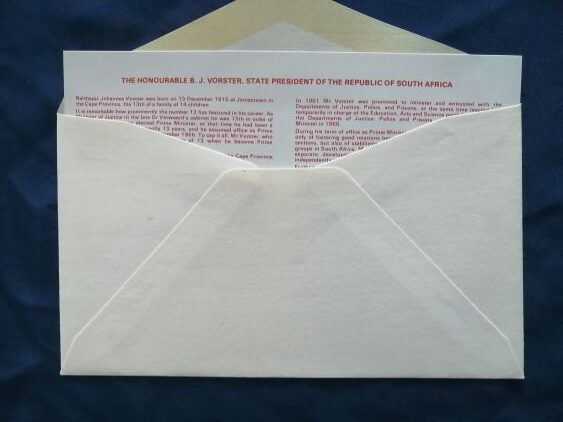 THE HONOURABLE B. J. VORSTER, STATE PRESIDENT OF THE REPUBLIC OF SOUTH AFRICA
Balthazar Johannes Vorster was born on 13 December 1915 at Jamestown in
the Cape Province, the 13th of a family of 14 children.
It is remarkable how prominently the number 13 has featured in his career. As
of Justice in the late Dr Verwoerd's cabinet he was 13th in order of
elected Prime Minister, at that time he had been a
only 13 years, and he assumed office as Prime
1966. To cap it all, Mr Vorster, who
of 13 when he became Prime
Cape Province
In 1961 Mr Vorster was promoted to minister and entrusted with the
Departments of Justice, Police, and Prisons, at the same time
temporarily in charge of the Education, Arts and Science
the Departments of Justice, Police and Prisons
Minister in 1966.
During his term of office as Prime Minister
only of fostering good relations
sections, but also of
groups in South Africa.
separate